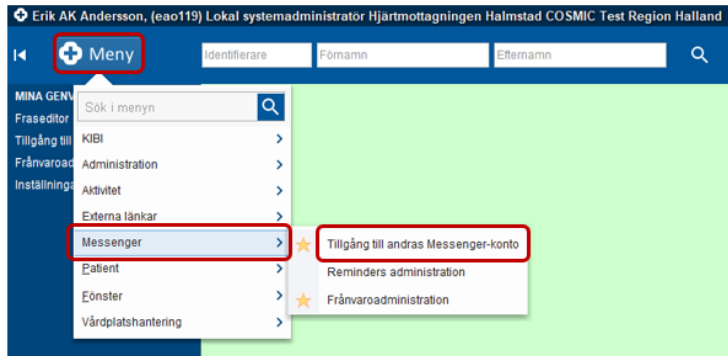 Erik AK Andersson, (eao119) Lokal systemadministratör Hjärtmottagningen Halmstad COSMIC Test Region Halland
Meny
Identifierare
Förnamn
Efternamn
MINA GENV
Fraseditor
Tillgång till
Frånvaroad
Inställninga
Sök i menyn
KIBI
Administration
Aktivitet
Externa länkar
Messenger
Patient
Fönster
Vårdplatshantering
Tillgång till andras Messenger-konto
Reminders administration
Frånvaroadministration